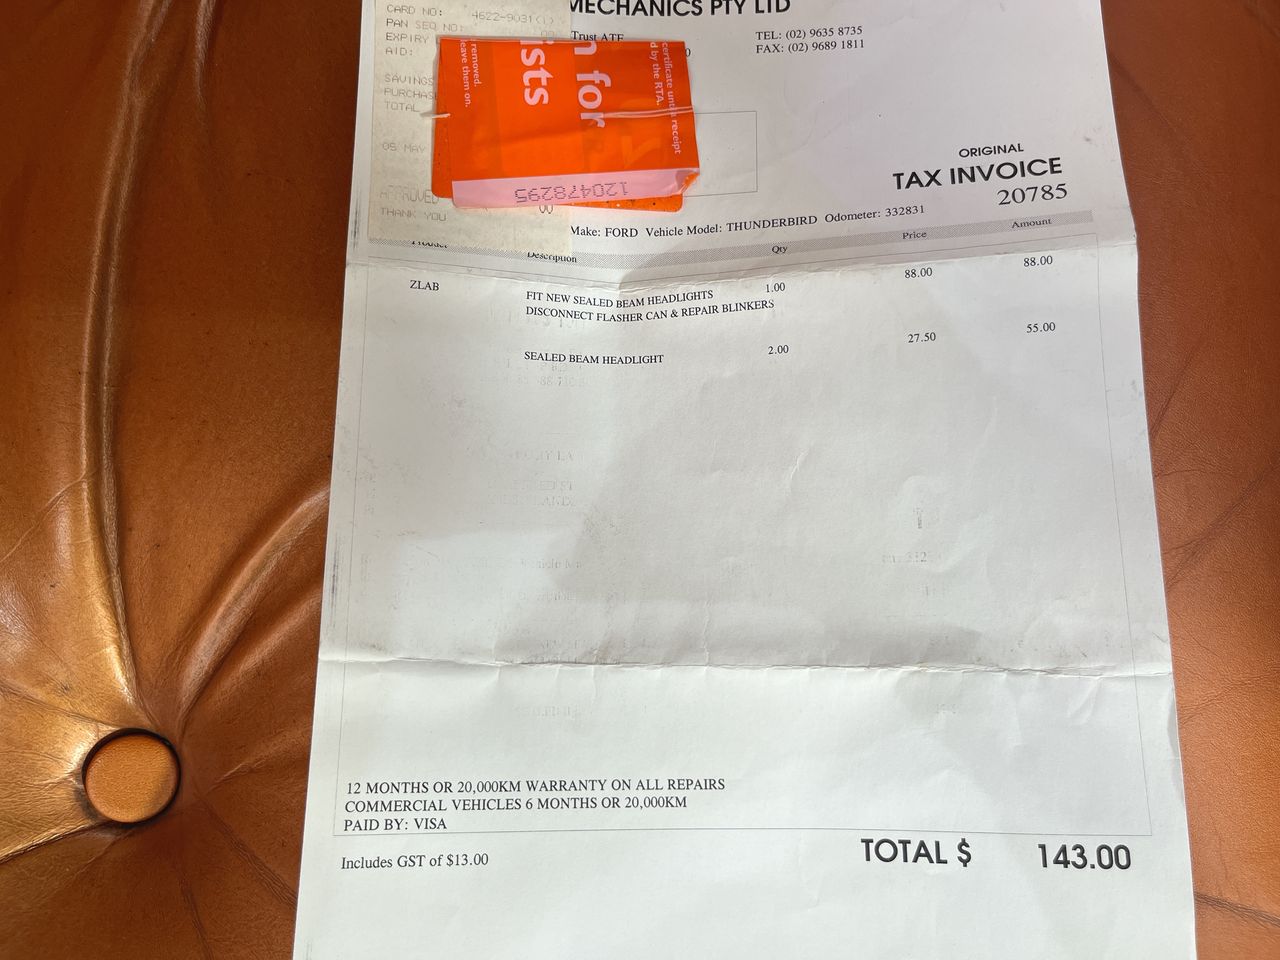 MECHANICS PTY LTD
CARD NO: 4622-9031(1)
PAN SEQ NO:
Trust ATF
TEL: (02) 9635 8735
EXPIRY
FAX: (02) 9689 1811
AID:
removed.
leave them on.
ists
n for
certificate until a receipt
d by the RTA.
SAVINGS
PURCHASE
TOTAL
05 MAY
120478295
APPROVED
THANK YOU
ORIGINAL
TAX INVOICE
20785
Make: FORD Vehicle Model: THUNDERBIRD Odometer: 332831
Product Description Qty Price Amount
ZLAB FIT NEW SEALED BEAM HEADLIGHTS 1.00 88.00 88.00
DISCONNECT FLASHER CAN & REPAIR BLINKERS
SEALED BEAM HEADLIGHT 2.00 27.50 55.00
12 MONTHS OR 20,000KM WARRANTY ON ALL REPAIRS
COMMERCIAL VEHICLES 6 MONTHS OR 20,000KM
PAID BY: VISA
Includes GST of $13.00
TOTAL $ 143.00